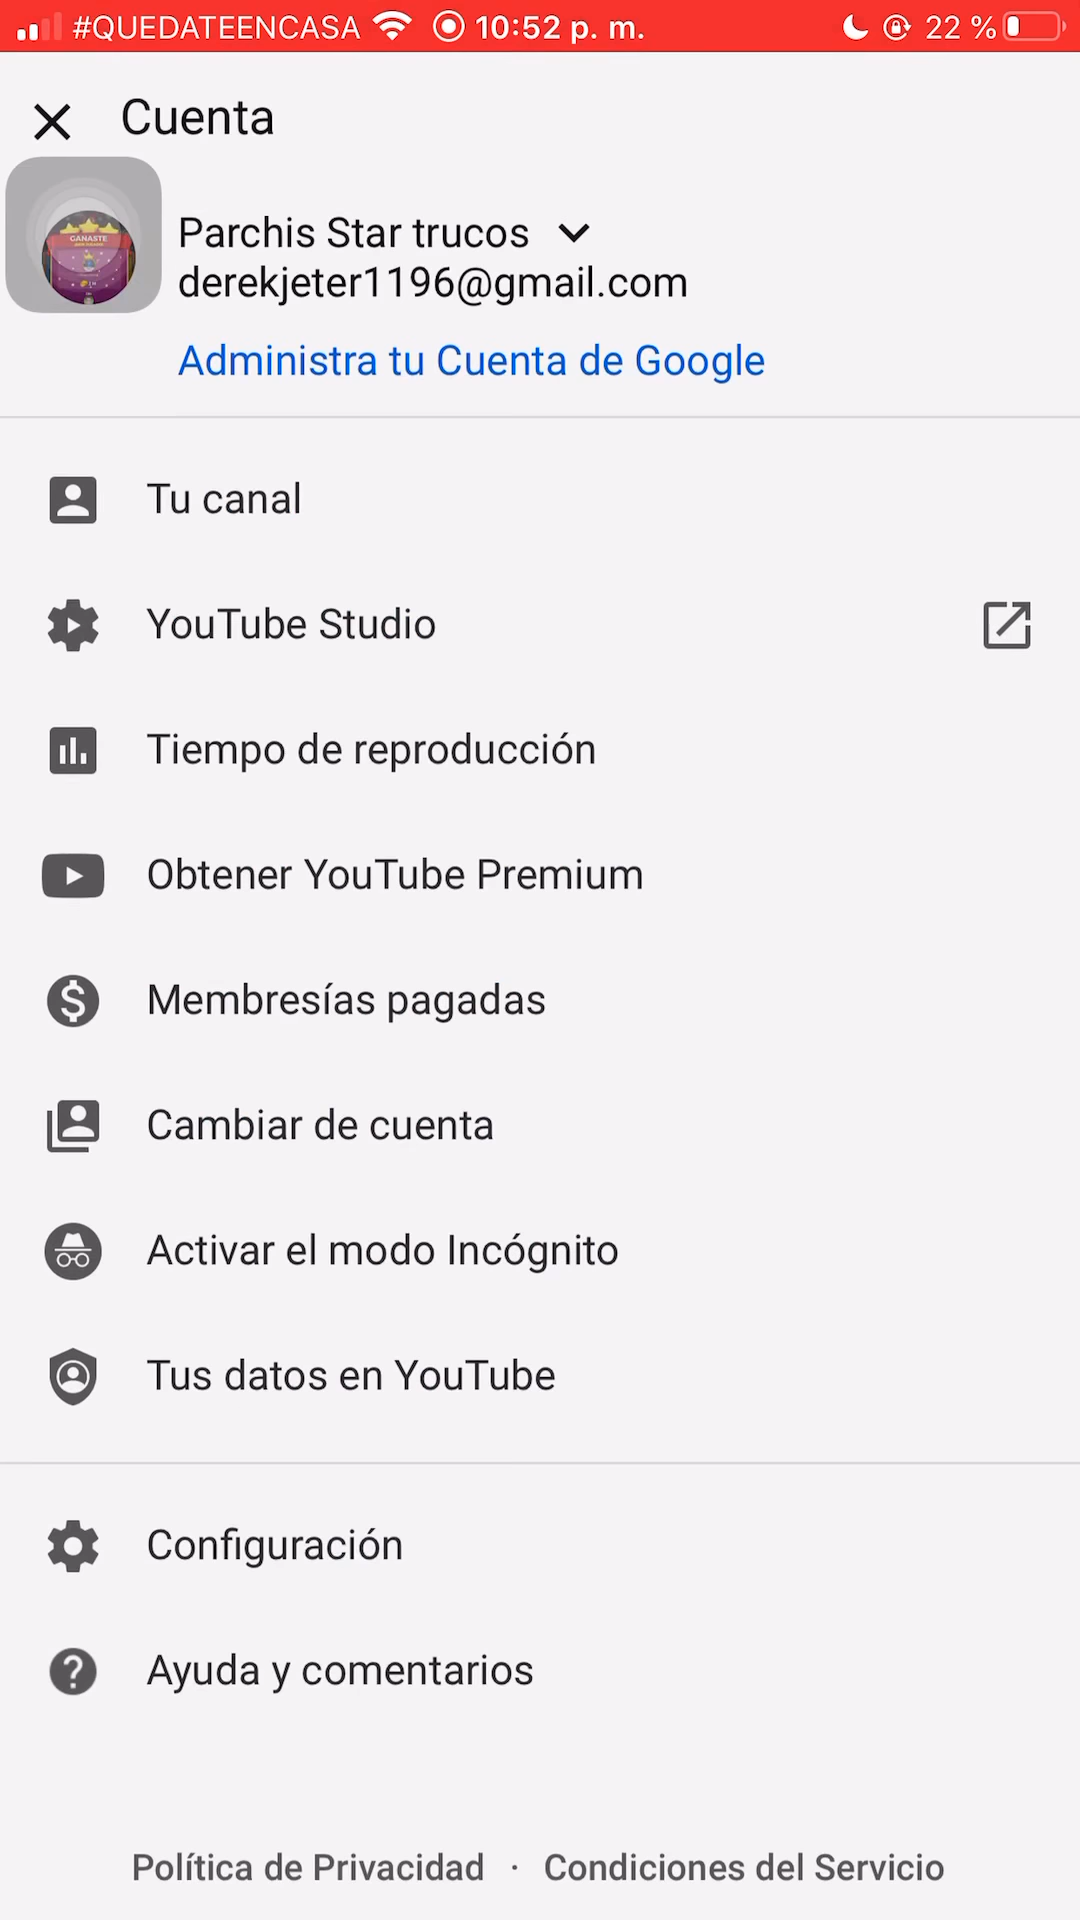 #QUEDATEENCASA 10:52 p. m. 22 %
Cuenta
GANASTE
Parchis Star trucos
derekjeter1196@gmail.com
Administra tu Cuenta de Google
Tu canal
YouTube Studio
Tiempo de reproducción
Obtener YouTube Premium
Membresías pagadas
Cambiar de cuenta
Activar el modo Incógnito
Tus datos en YouTube
Configuración
Ayuda y comentarios
Política de Privacidad · Condiciones del Servicio